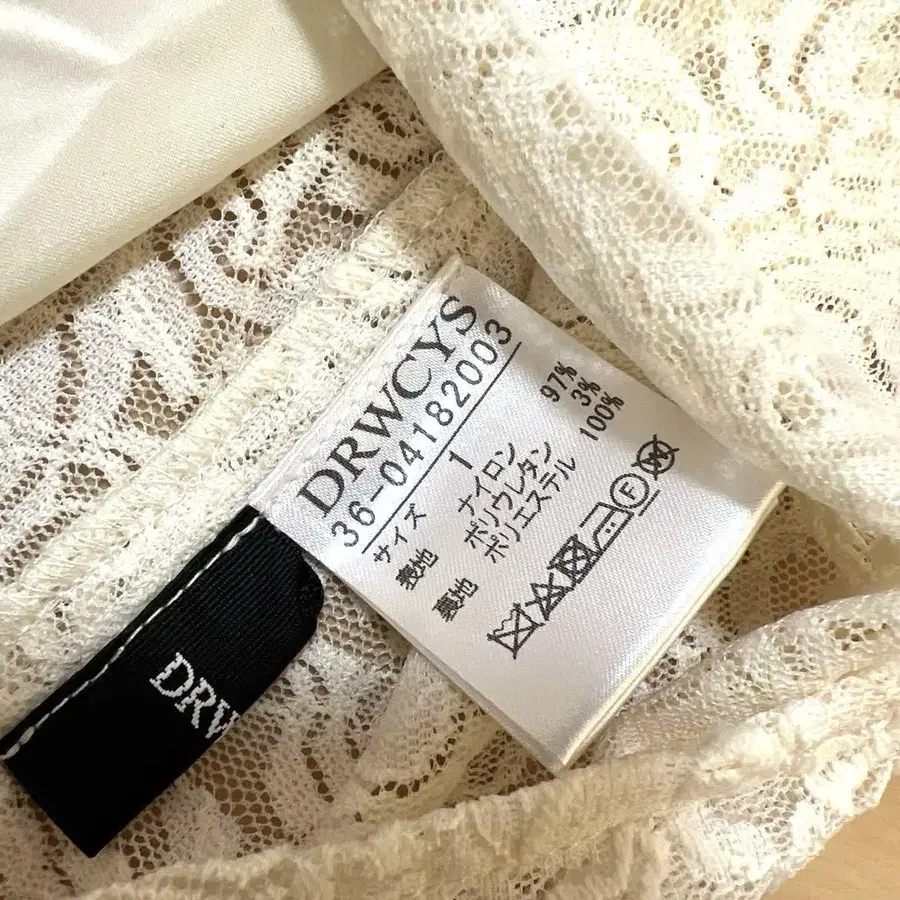 DRWCYS
36-04182003
サイズ 1
表地 ナイロン 97%
ポリウレタン 3%
裏地 ポリエステル 100%
F
DRW